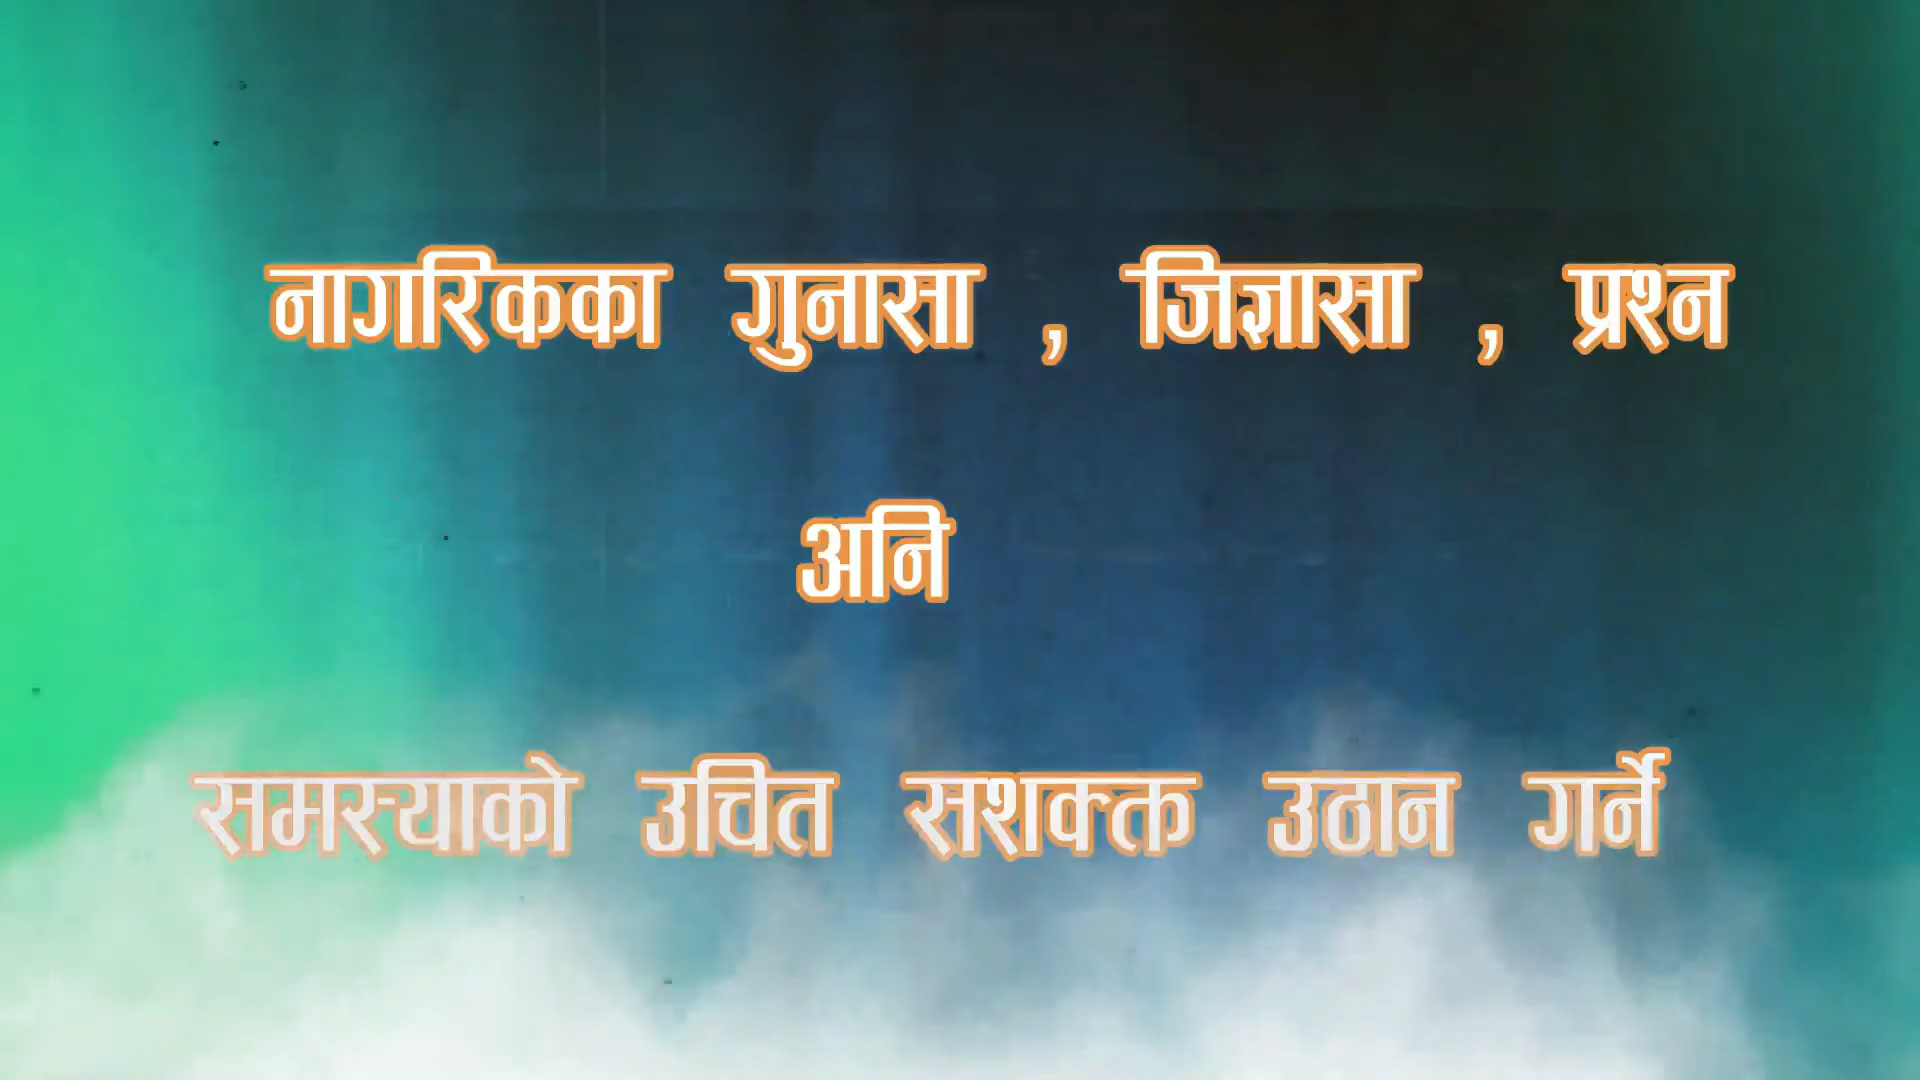 नागरिकका गुनासा , जिज्ञासा , प्रश्न
अनि
समस्याको उचित सशक्त उठान गर्ने